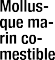 Mollus-
que ma-
rin co-
mestible